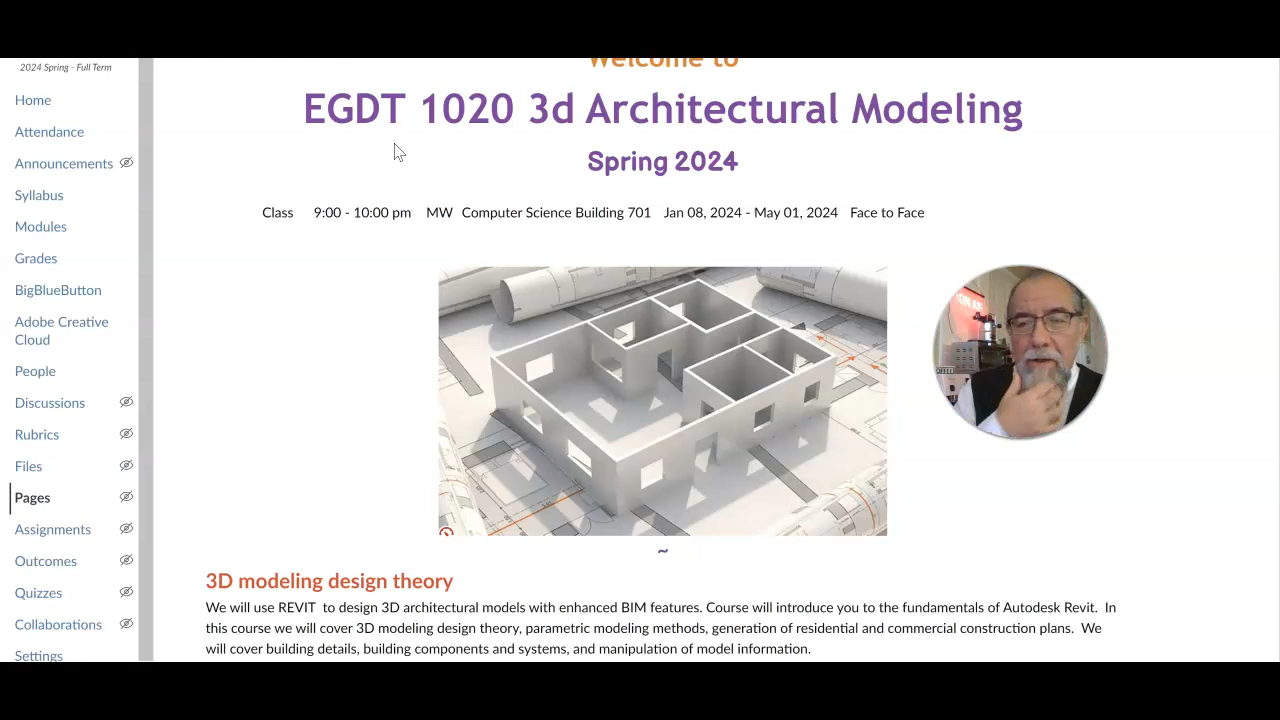 2024 Spring - Full Term
Home
Attendance
Announcements
Syllabus
Modules
Grades
BigBlueButton
Adobe Creative
Cloud
People
Discussions
Rubrics
Files
Pages
Assignments
Outcomes
Quizzes
Collaborations
Settings
Welcome to
EGDT 1020 3d Architectural Modeling
Spring 2024
Class 9:00 - 10:00 pm MW Computer Science Building 701 Jan 08, 2024 - May 01, 2024 Face to Face
~
3D modeling design theory
We will use REVIT to design 3D architectural models with enhanced BIM features. Course will introduce you to the fundamentals of Autodesk Revit. In
this course we will cover 3D modeling design theory, parametric modeling methods, generation of residential and commercial construction plans. We
will cover building details, building components and systems, and manipulation of model information.